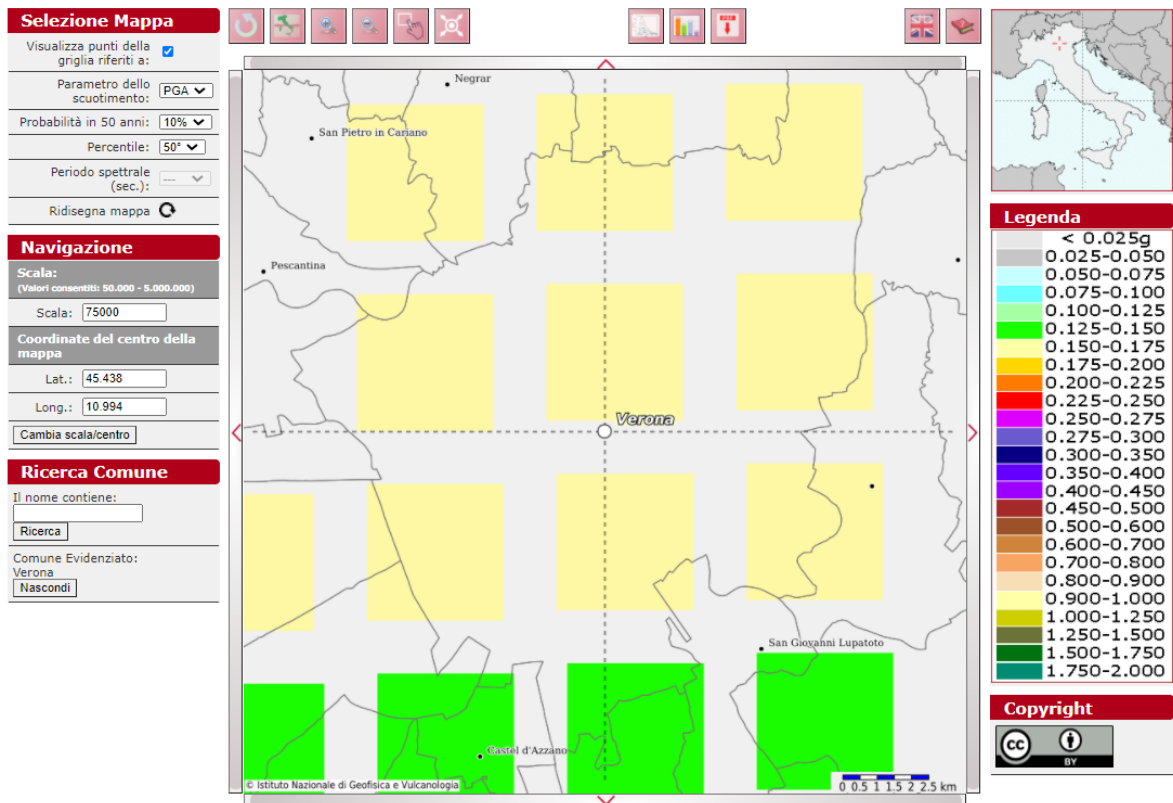 Selezione Mappa
Visualizza punti della
griglia riferiti a:
Parametro dello
scuotimento: PGA
Probabilità in 50 anni: 10%
Percentile: 50°
Periodo spettrale
(sec.): ---
Ridisegna mappa
Navigazione
Scala:
(Valori consentiti: 50.000 - 5.000.000)
Scala: 75000
Coordinate del centro della
mappa
Lat.: 45.438
Long.: 10.994
Cambia scala/centro
Ricerca Comune
Il nome contiene:
Ricerca
Comune Evidenziato:
Verona
Nascondi
PDF
Negrar
San Pietro in Cariano
Pescantina
Verona
San Giovanni Lupatoto
Castel d'Azzano
© Istituto Nazionale di Geofisica e Vulcanologia
0 0.5 1 1.5 2 2.5 km
Legenda
< 0.025g
0.025-0.050
0.050-0.075
0.075-0.100
0.100-0.125
0.125-0.150
0.150-0.175
0.175-0.200
0.200-0.225
0.225-0.250
0.250-0.275
0.275-0.300
0.300-0.350
0.350-0.400
0.400-0.450
0.450-0.500
0.500-0.600
0.600-0.700
0.700-0.800
0.800-0.900
0.900-1.000
1.000-1.250
1.250-1.500
1.500-1.750
1.750-2.000
Copyright
cc
BY